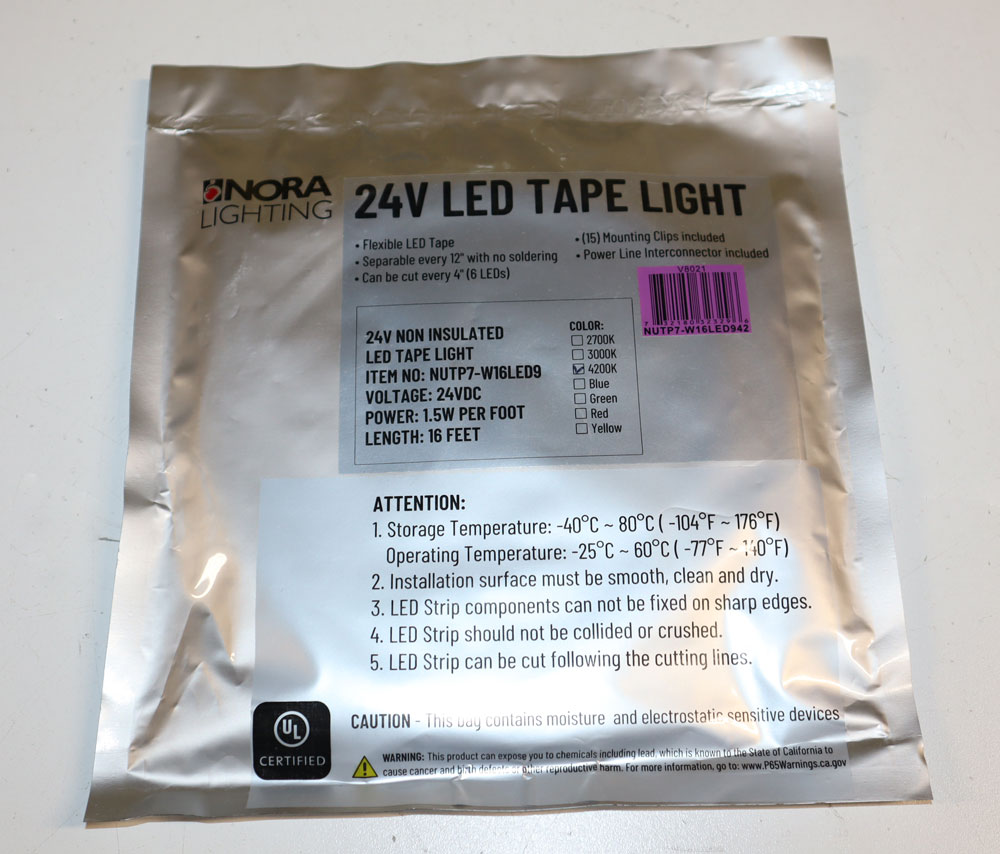 NORA
LIGHTING
24V LED TAPE LIGHT
• Flexible LED Tape
• Separable every 12" with no soldering
• Can be cut every 4" (6 LEDs)
• (15) Mounting Clips included
• Power Line Interconnector included
V8021
NUTP7-W16LED942
24V NON INSULATED
LED TAPE LIGHT
ITEM NO: NUTP7-W16LED9
VOLTAGE: 24VDC
POWER: 1.5W PER FOOT
LENGTH: 16 FEET
COLOR:
2700K
3000K
4200K
Blue
Green
Red
Yellow
ATTENTION:
1. Storage Temperature: -40°C ~ 80°C ( -104°F ~ 176°F)
Operating Temperature: -25°C ~ 60°C ( -77°F ~ 140°F)
2. Installation surface must be smooth, clean and dry.
3. LED Strip components can not be fixed on sharp edges.
4. LED Strip should not be collided or crushed.
5. LED Strip can be cut following the cutting lines.
UL
CERTIFIED
CAUTION - This bag contains moisture and electrostatic sensitive devices
WARNING: This product can expose you to chemicals including lead, which is known to the State of California to
cause cancer and birth defects or other reproductive harm. For more information, go to: www.P65Warnings.ca.gov